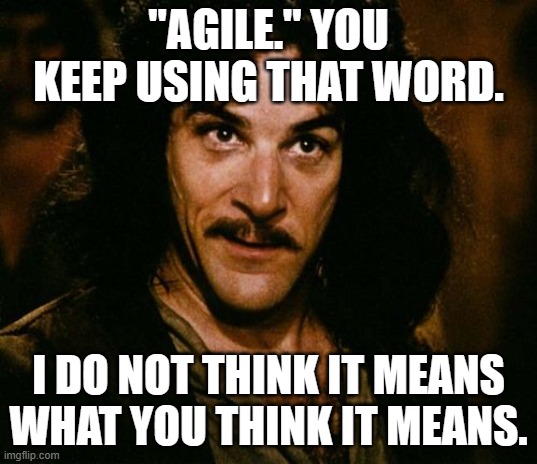 "AGILE." YOU
KEEP USING THAT WORD.
I DO NOT THINK IT MEANS
WHAT YOU THINK IT MEANS.
imgflip.com